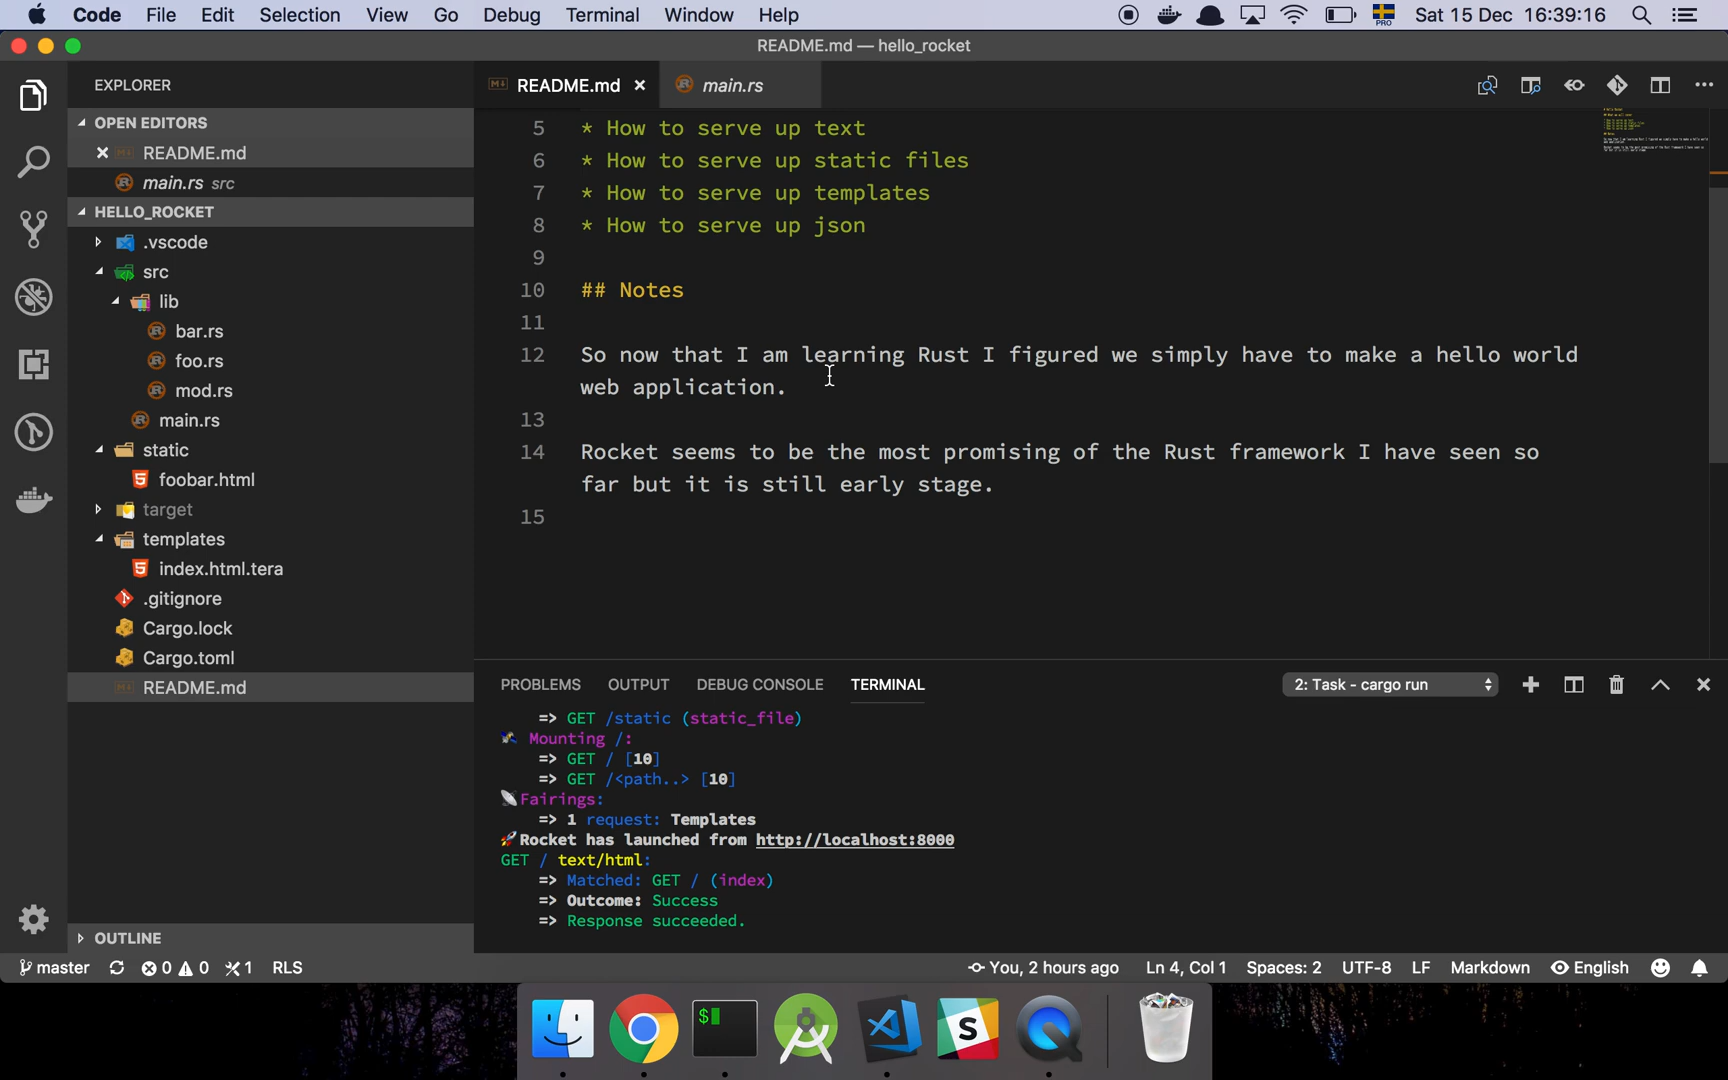 Code File Edit Selection View Go Debug Terminal Window Help PRO Sat 15 Dec 16:39:16
README.md — hello_rocket
EXPLORER
OPEN EDITORS
README.md
main.rs src
HELLO_ROCKET
.vscode
src
lib
bar.rs
foo.rs
mod.rs
main.rs
static
foobar.html
target
templates
index.html.tera
.gitignore
Cargo.lock
Cargo.toml
README.md
OUTLINE
README.md main.rs
5 * How to serve up text
6 * How to serve up static files
7 * How to serve up templates
8 * How to serve up json
9
10 ## Notes
11
12 So now that I am learning Rust I figured we simply have to make a hello world
web application.
13
14 Rocket seems to be the most promising of the Rust framework I have seen so
far but it is still early stage.
15
PROBLEMS OUTPUT DEBUG CONSOLE TERMINAL 2: Task - cargo run
=> GET /static (static_file)
Mounting /:
=> GET / [10]
=> GET /<path..> [10]
Fairings:
=> 1 request: Templates
Rocket has launched from http://localhost:8000
GET / text/html:
=> Matched: GET / (index)
=> Outcome: Success
=> Response succeeded.
master 0 0 1 RLS You, 2 hours ago Ln 4, Col 1 Spaces: 2 UTF-8 LF Markdown English
$ S